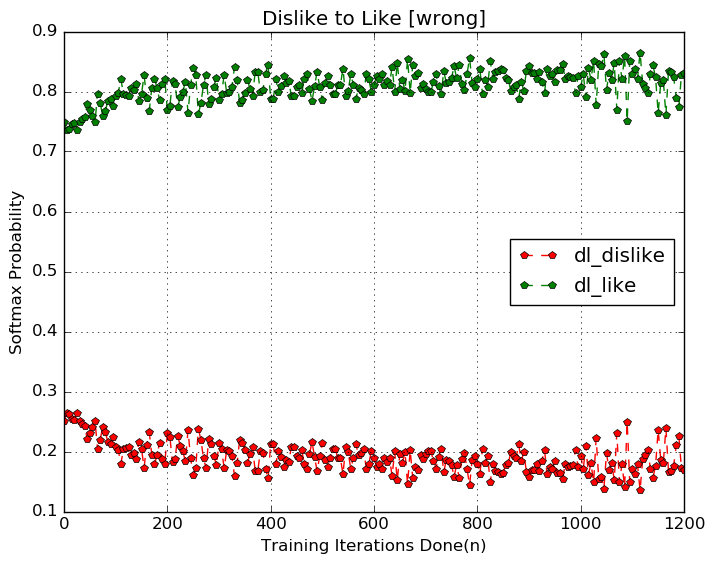 Dislike to Like [wrong]
0.9
0.8
0.7
0.6
0.5
0.4
0.3
0.2
0.1
Softmax Probability
dl_dislike
dl_like
0 200 400 600 800 1000 1200
Training Iterations Done(n)